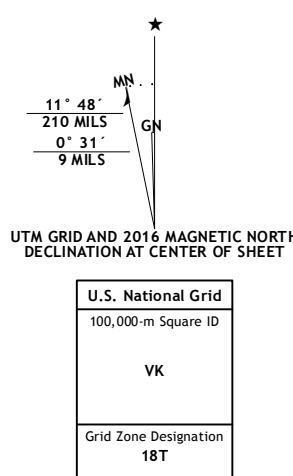 ★
MN
11° 48´
210 MILS
GN
0° 31´
9 MILS
UTM GRID AND 2016 MAGNETIC NORTH
DECLINATION AT CENTER OF SHEET
U.S. National Grid
100,000-m Square ID
VK
Grid Zone Designation
18T